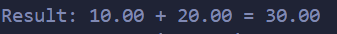 Result: 10.00 + 20.00 = 30.00